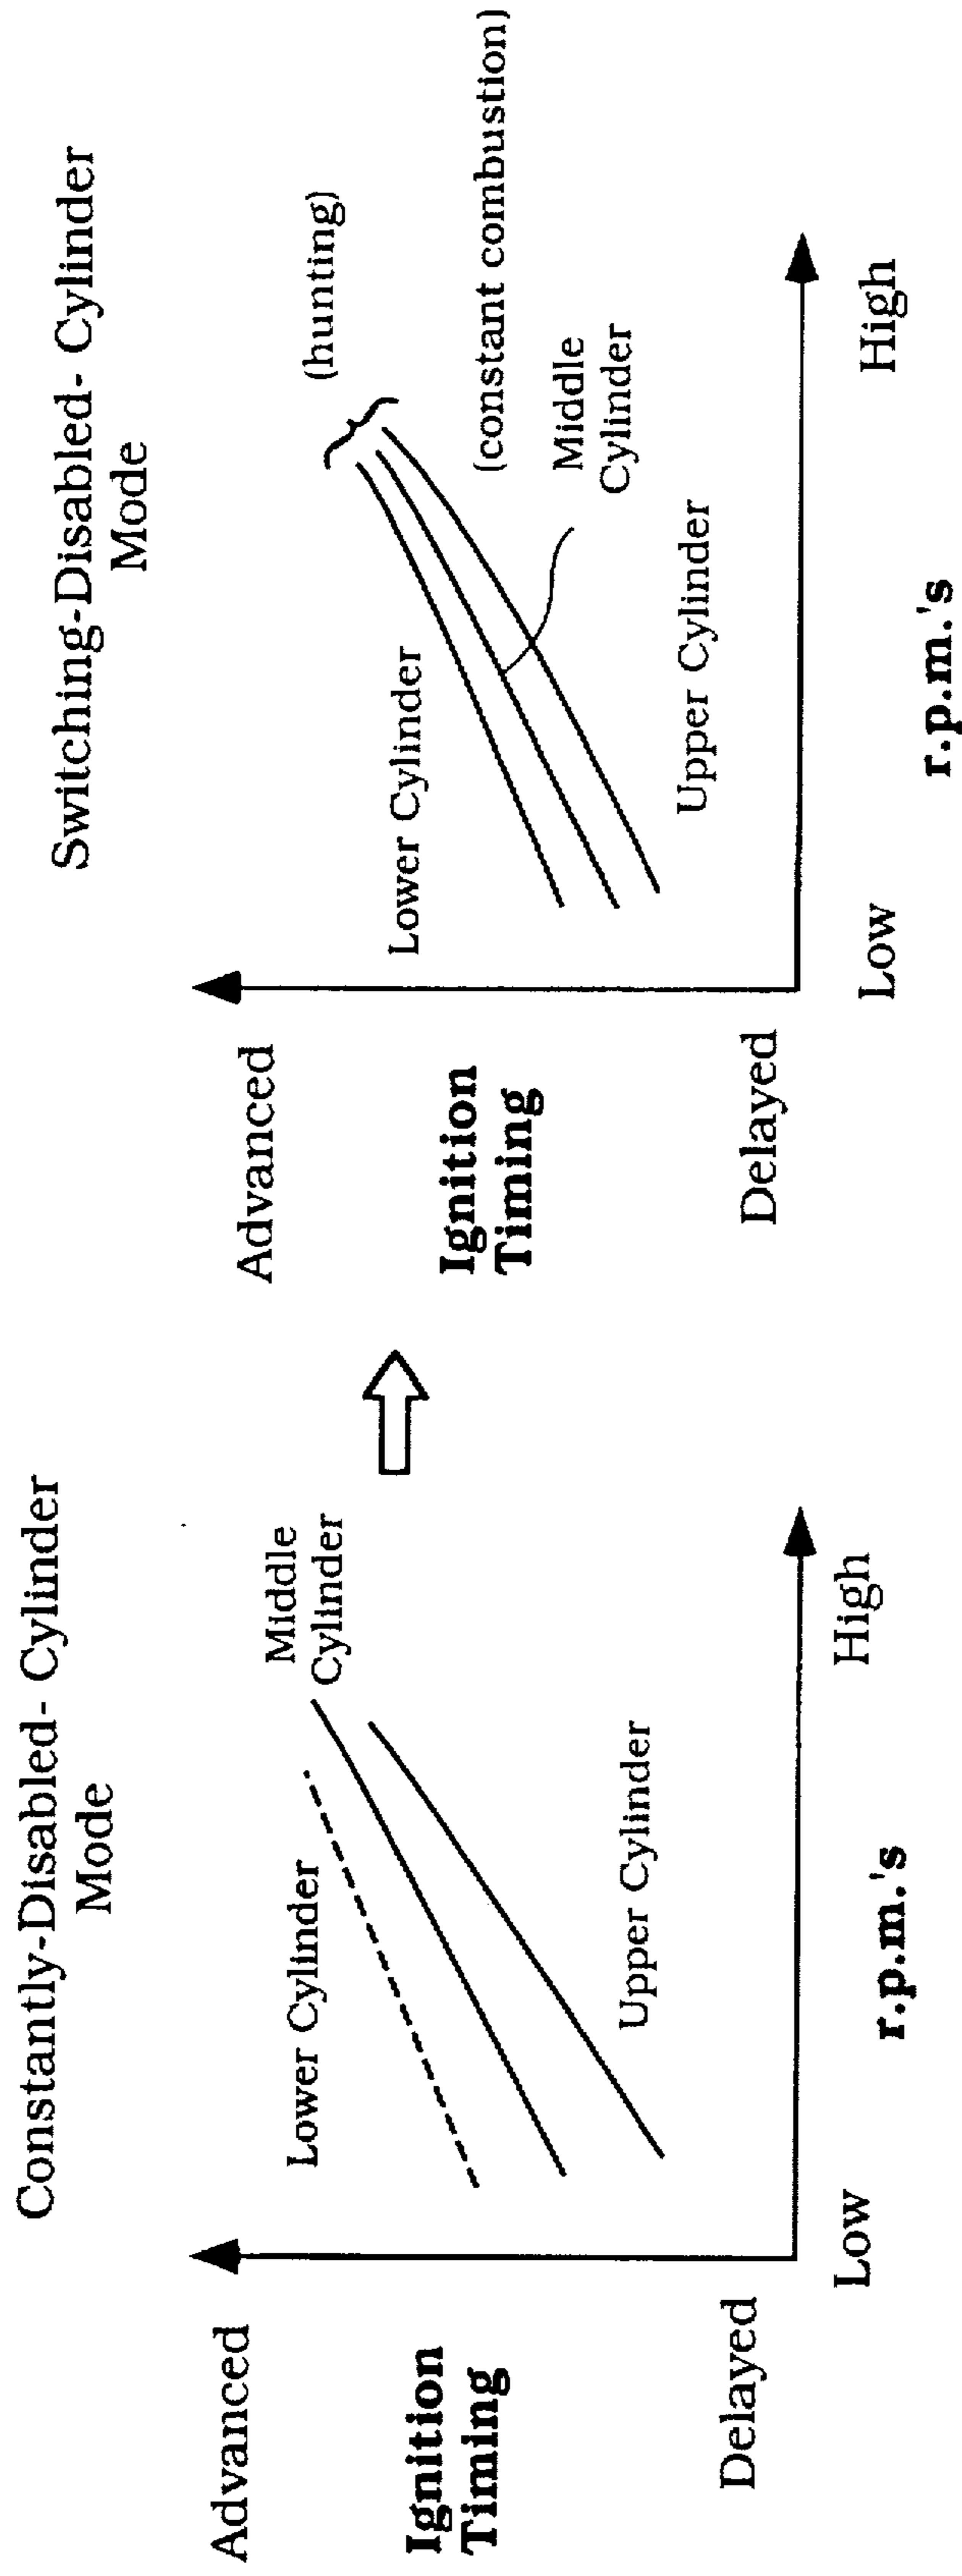 Constantly-Disabled- Cylinder
Mode
Advanced
Ignition
Timing
Delayed
Lower Cylinder
Middle
Cylinder
Upper Cylinder
Low
High
r.p.m.'s
Switching-Disabled- Cylinder
Mode
Advanced
Ignition
Timing
Delayed
(hunting)
Lower Cylinder
(constant combustion)
Middle
Cylinder
Upper Cylinder
Low
High
r.p.m.'s